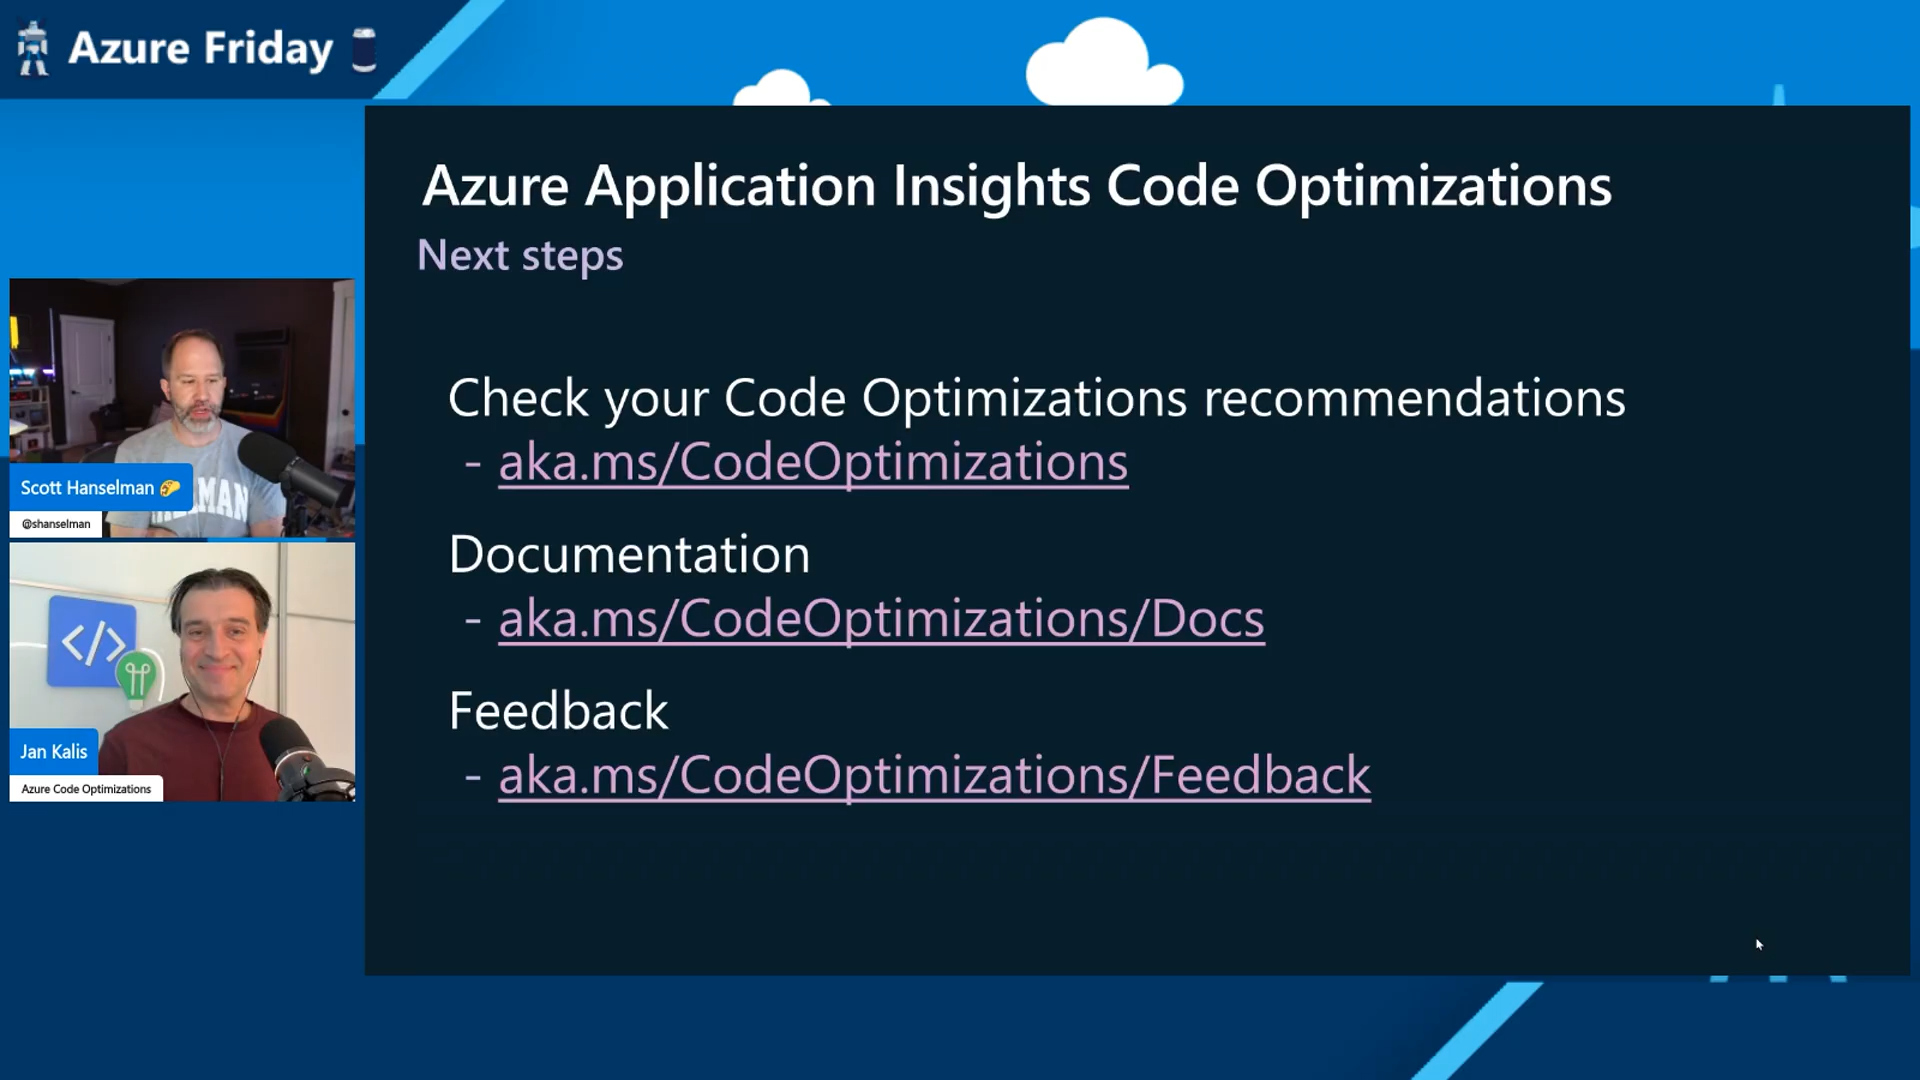 Azure Friday
Azure Application Insights Code Optimizations
Next steps
Check your Code Optimizations recommendations
- aka.ms/CodeOptimizations
Documentation
- aka.ms/CodeOptimizations/Docs
Feedback
- aka.ms/CodeOptimizations/Feedback
Scott Hanselman 🌮
@shanselman
</>
Jan Kalis
Azure Code Optimizations